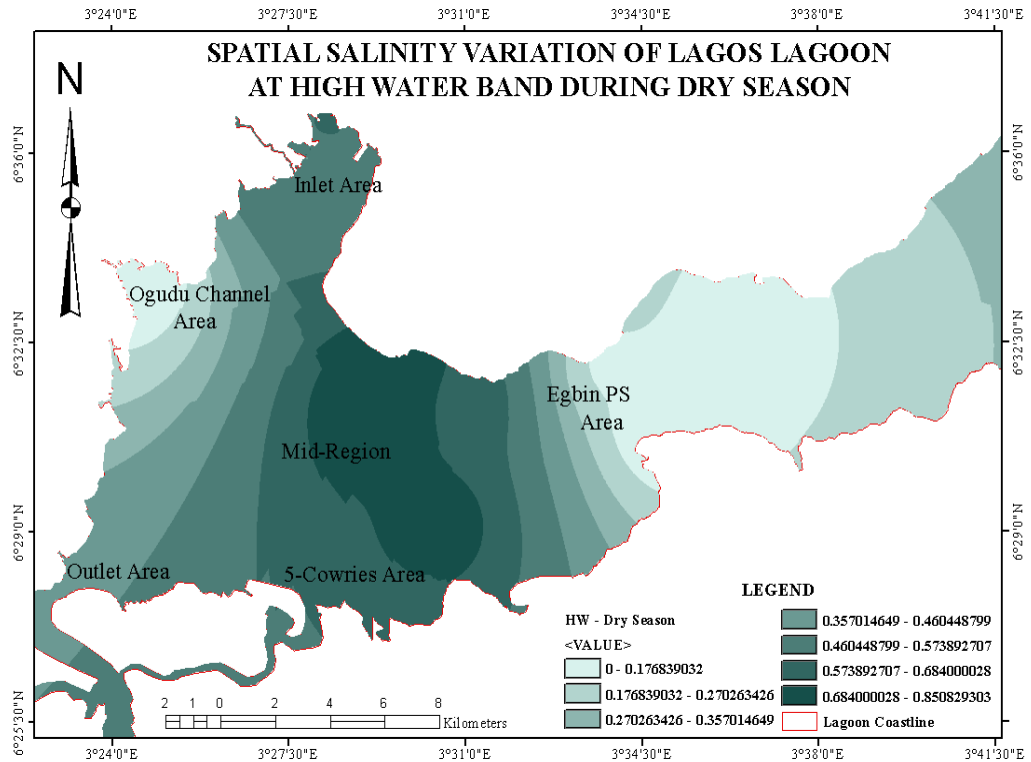 3°24'0"E 3°27'30"E 3°31'0"E 3°34'30"E 3°38'0"E 3°41'30"E
SPATIAL SALINITY VARIATION OF LAGOS LAGOON
AT HIGH WATER BAND DURING DRY SEASON
N
6°36'0"N
6°36'0"N
Inlet Area
Ogudu Channel
Area
6°32'30"N
6°32'30"N
Egbin PS
Area
Mid-Region
6°29'0"N
6°29'0"N
Outlet Area
5-Cowries Area
LEGEND
HW - Dry Season
<VALUE>
0 - 0.176839032
0.176839032 - 0.270263426
0.270263426 - 0.357014649
0.357014649 - 0.460448799
0.460448799 - 0.573892707
0.573892707 - 0.684000028
0.684000028 - 0.850829303
Lagoon Coastline
2 1 0 2 4 6 8
Kilometers
6°25'30"N
6°25'30"N
3°24'0"E 3°27'30"E 3°31'0"E 3°34'30"E 3°38'0"E 3°41'30"E